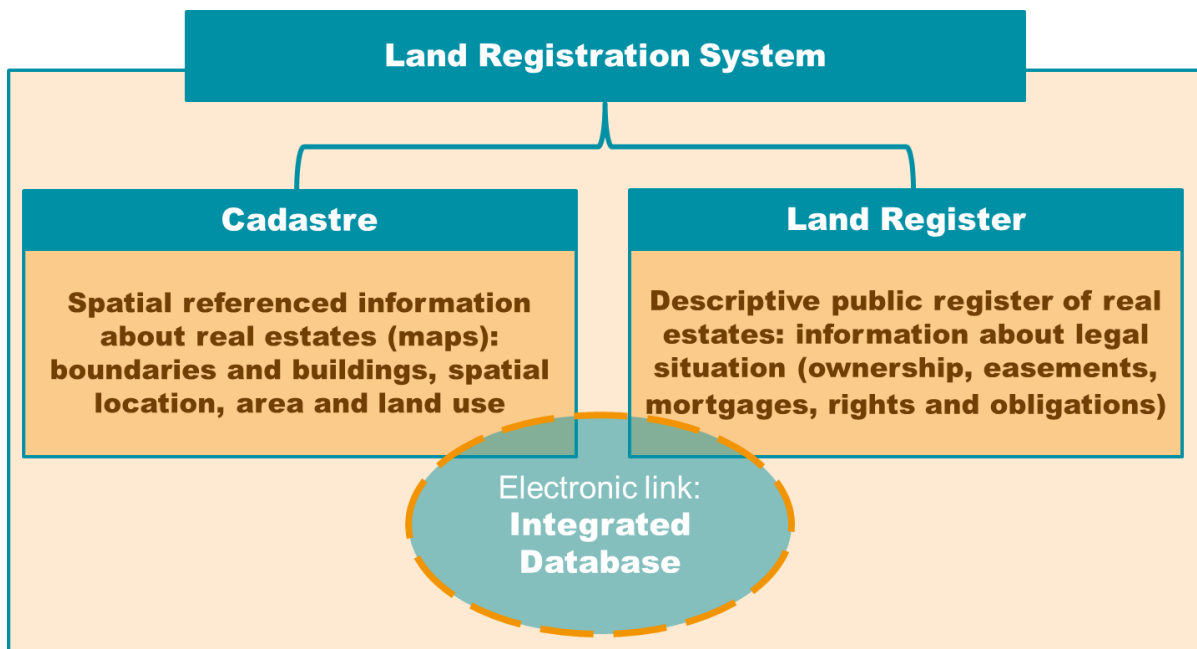 Land Registration System
Cadastre
Spatial referenced information
about real estates (maps):
boundaries and buildings, spatial
location, area and land use
Land Register
Descriptive public register of real
estates: information about legal
situation (ownership, easements,
mortgages, rights and obligations)
Electronic link:
Integrated
Database